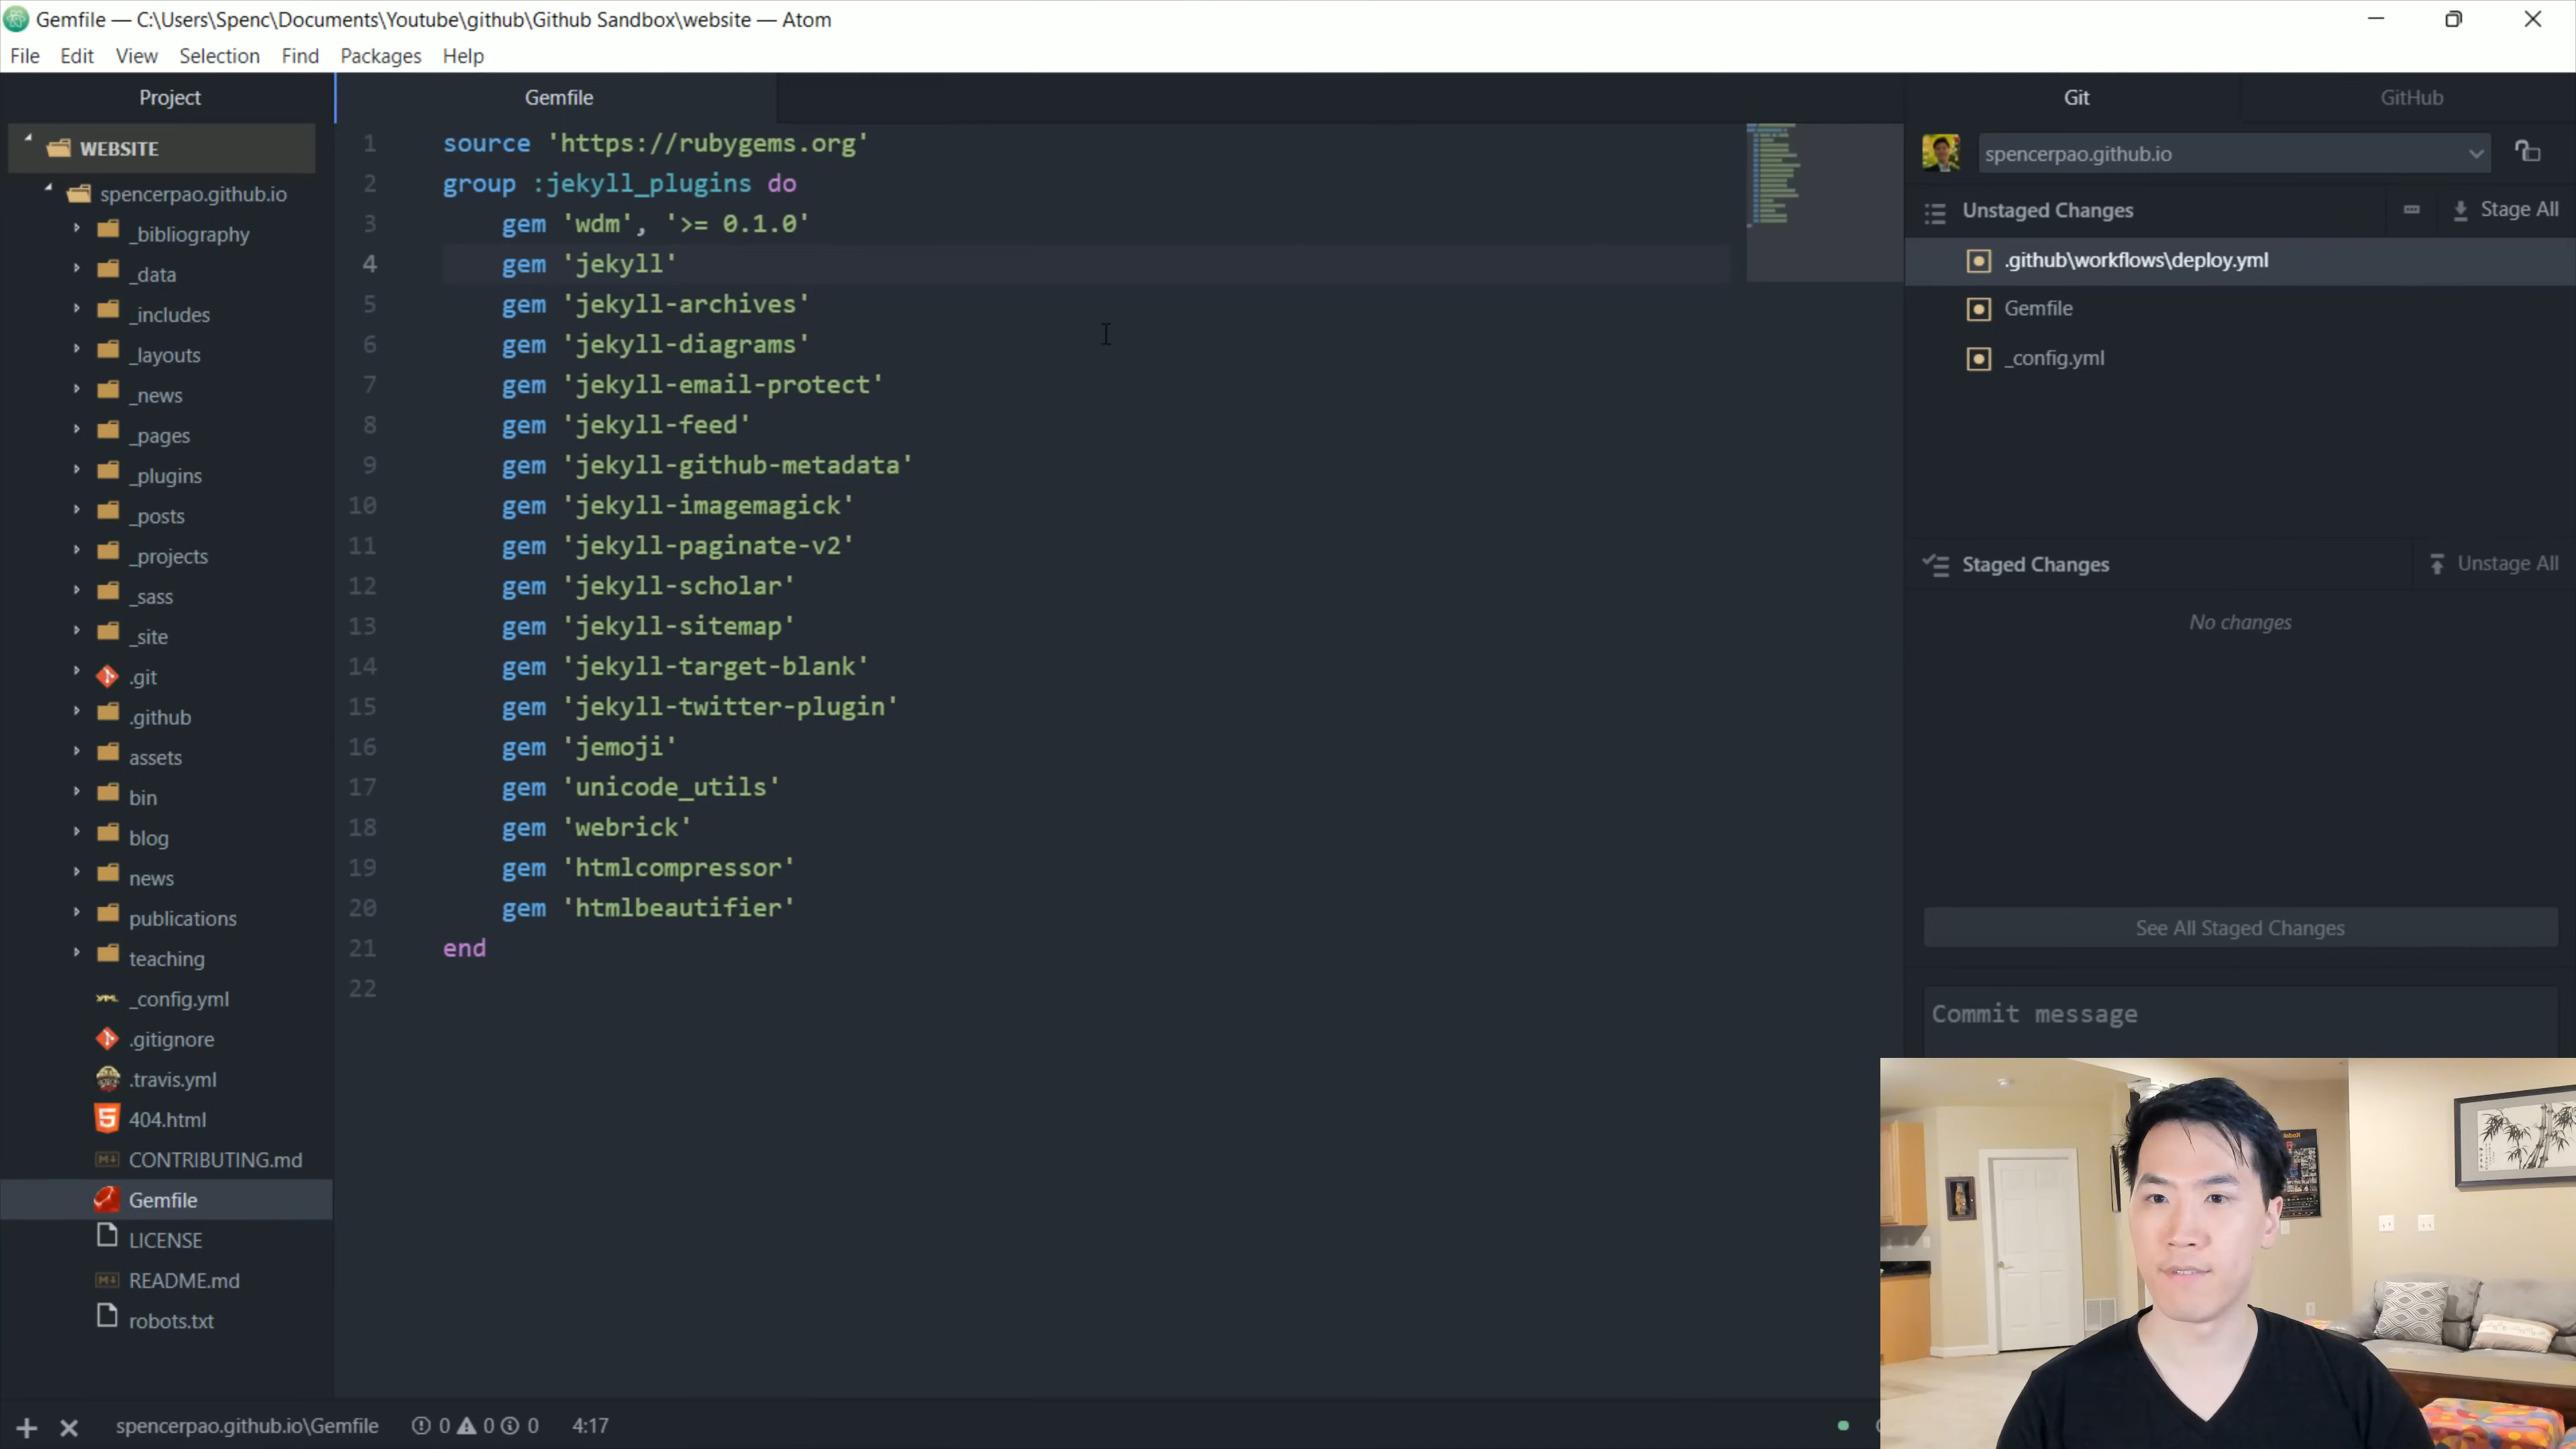 Gemfile — C:\Users\Spenc\Documents\Youtube\github\Github Sandbox\website — Atom
File Edit View Selection Find Packages Help
Project
WEBSITE
spencerpao.github.io
_bibliography
_data
_includes
_layouts
_news
_pages
_plugins
_posts
_projects
_sass
_site
.git
.github
assets
bin
blog
news
publications
teaching
_config.yml
.gitignore
.travis.yml
404.html
CONTRIBUTING.md
Gemfile
LICENSE
README.md
robots.txt
Gemfile
1 source 'https://rubygems.org'
2 group :jekyll_plugins do
3 gem 'wdm', '>= 0.1.0'
4 gem 'jekyll'
5 gem 'jekyll-archives'
6 gem 'jekyll-diagrams'
7 gem 'jekyll-email-protect'
8 gem 'jekyll-feed'
9 gem 'jekyll-github-metadata'
10 gem 'jekyll-imagemagick'
11 gem 'jekyll-paginate-v2'
12 gem 'jekyll-scholar'
13 gem 'jekyll-sitemap'
14 gem 'jekyll-target-blank'
15 gem 'jekyll-twitter-plugin'
16 gem 'jemoji'
17 gem 'unicode_utils'
18 gem 'webrick'
19 gem 'htmlcompressor'
20 gem 'htmlbeautifier'
21 end
22
Git GitHub
spencerpao.github.io
Unstaged Changes Stage All
.github\workflows\deploy.yml
Gemfile
_config.yml
Staged Changes Unstage All
No changes
See All Staged Changes
Commit message
spencerpao.github.io\Gemfile 0 0 0 4:17